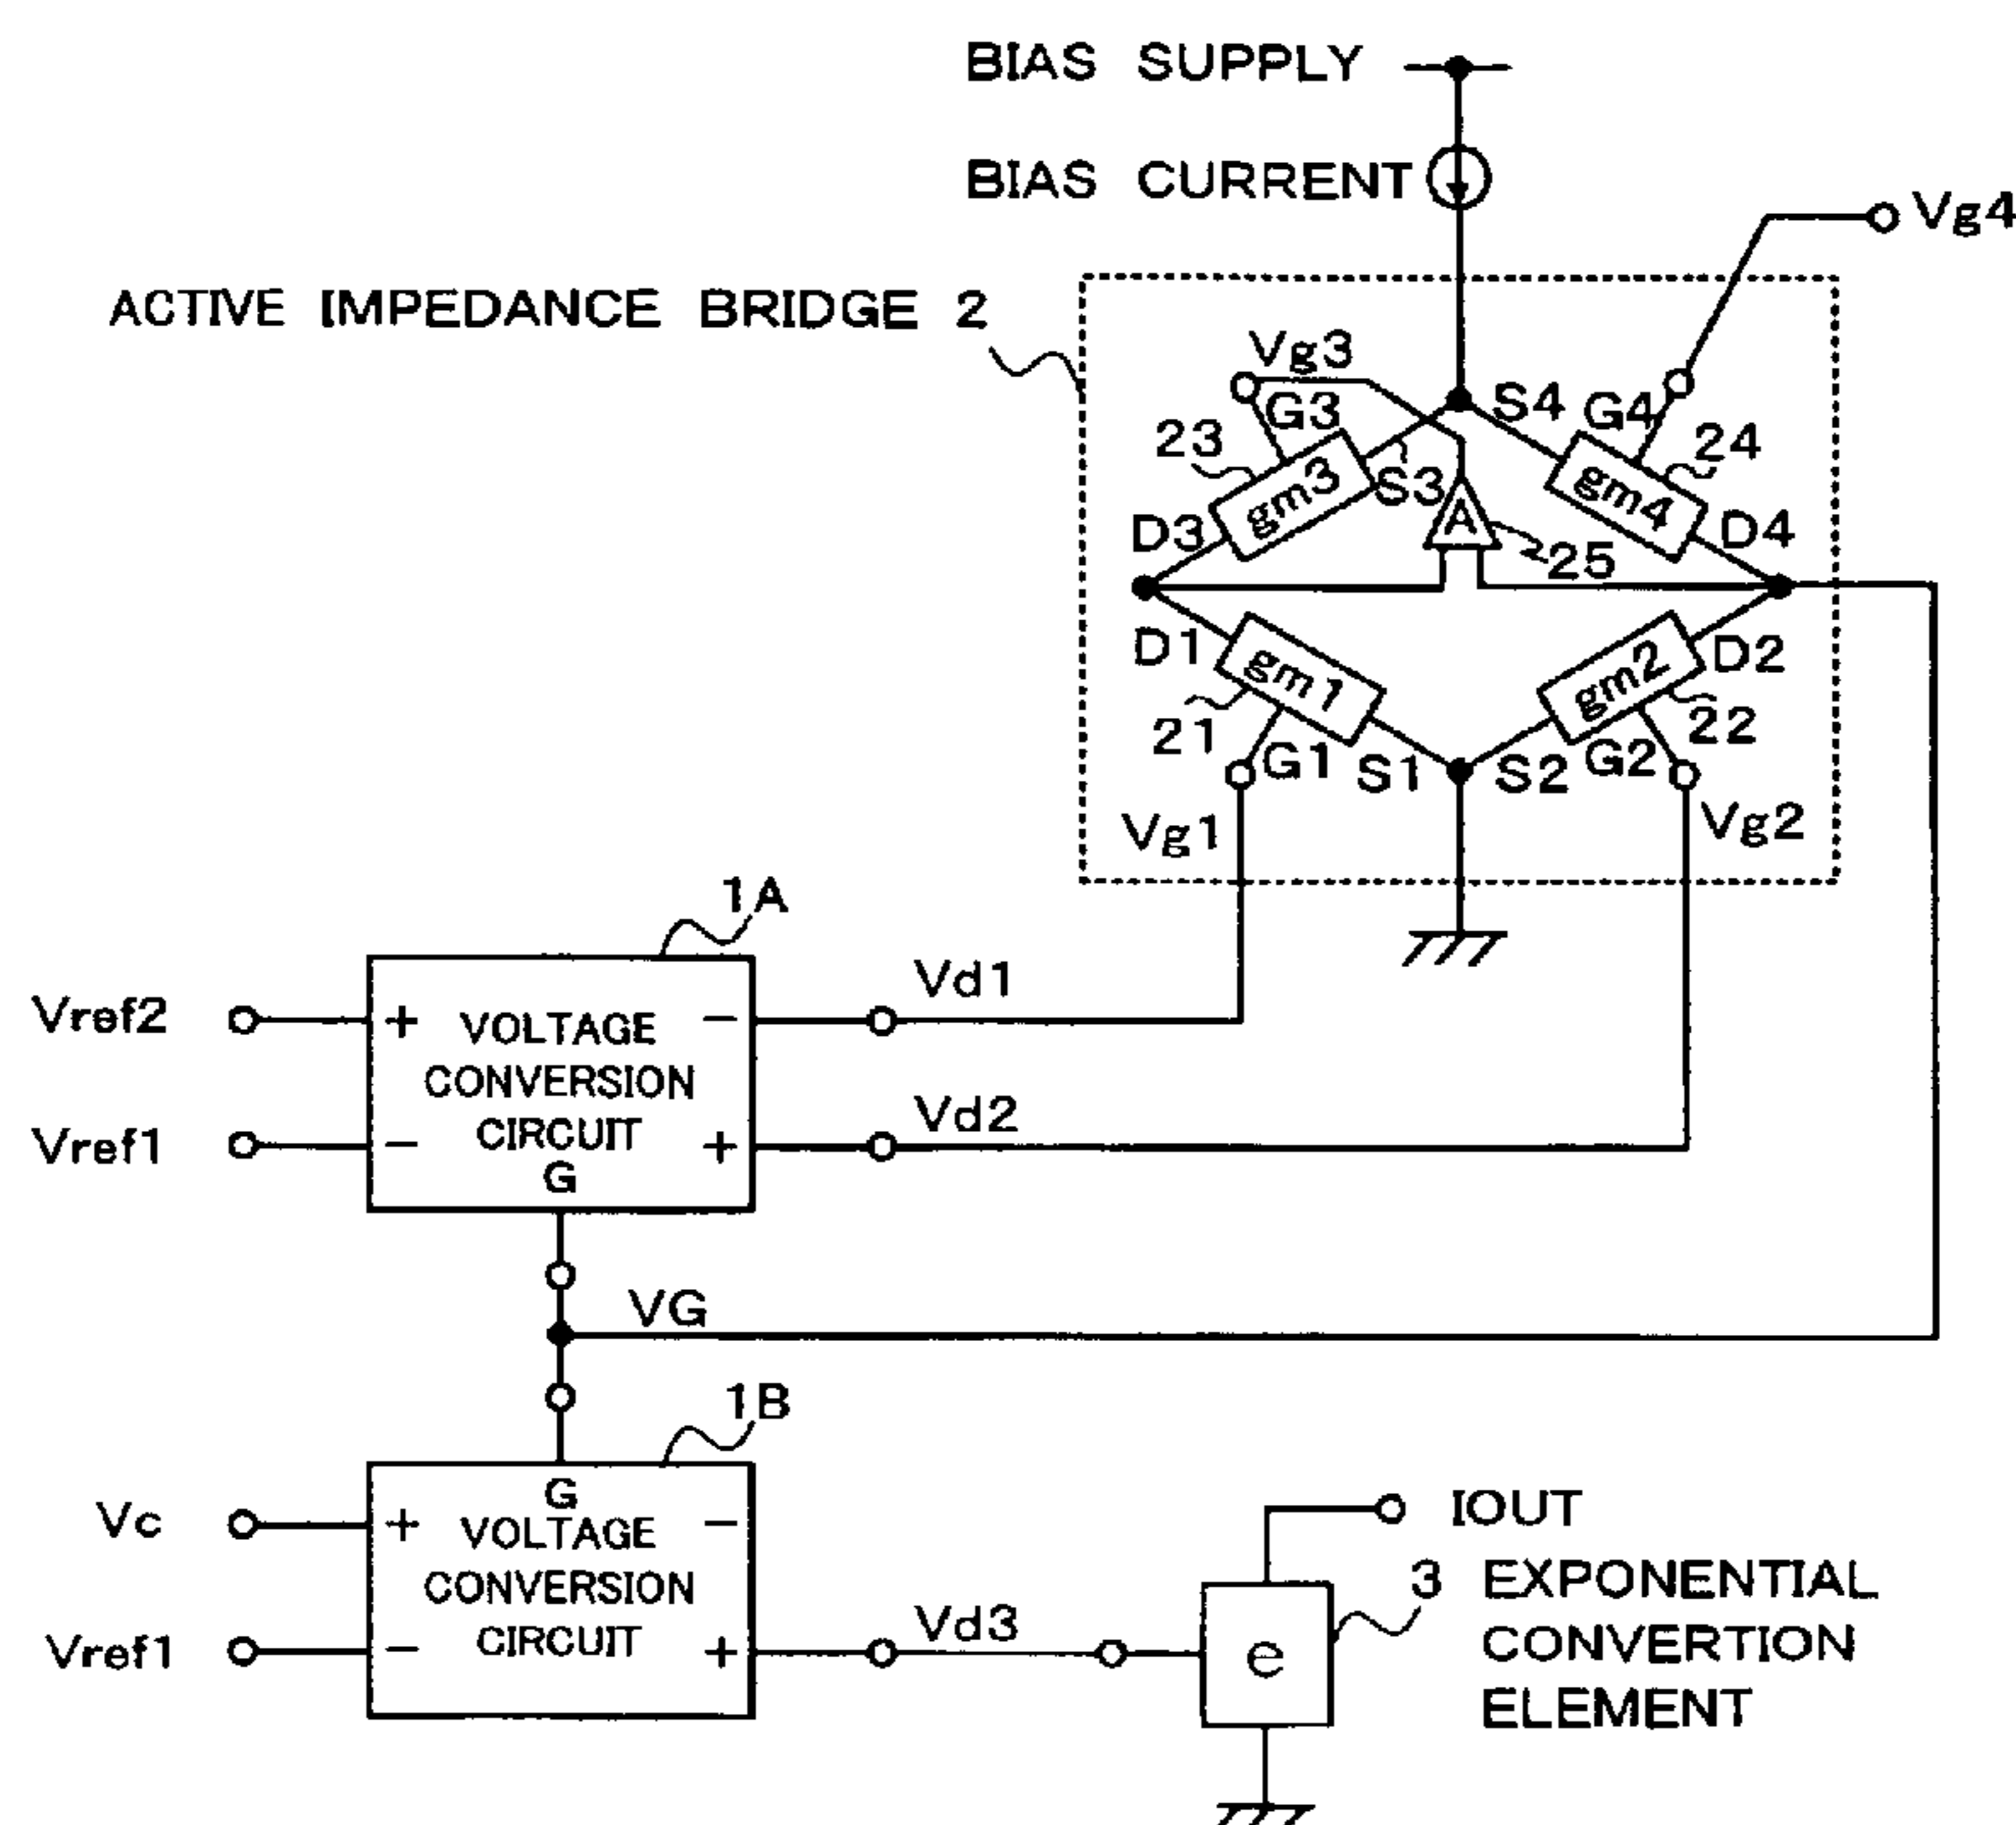 BIAS SUPPLY
BIAS CURRENT
Vg4
ACTIVE IMPEDANCE BRIDGE 2
Vg3
G3
S4
G4
23
24
gm3
S3
gm4
A
D3
D4
25
D1
D2
gm1
gm2
21
22
G1
S1
S2
G2
Vg1
Vg2
1A
Vd1
Vref2
+
VOLTAGE
CONVERSION
CIRCUIT
−
Vd2
Vref1
−
+
G
VG
1B
G
Vc
+
VOLTAGE
CONVERSION
CIRCUIT
−
IOUT
3 EXPONENTIAL
CONVERTION
ELEMENT
Vd3
Vref1
−
+
e